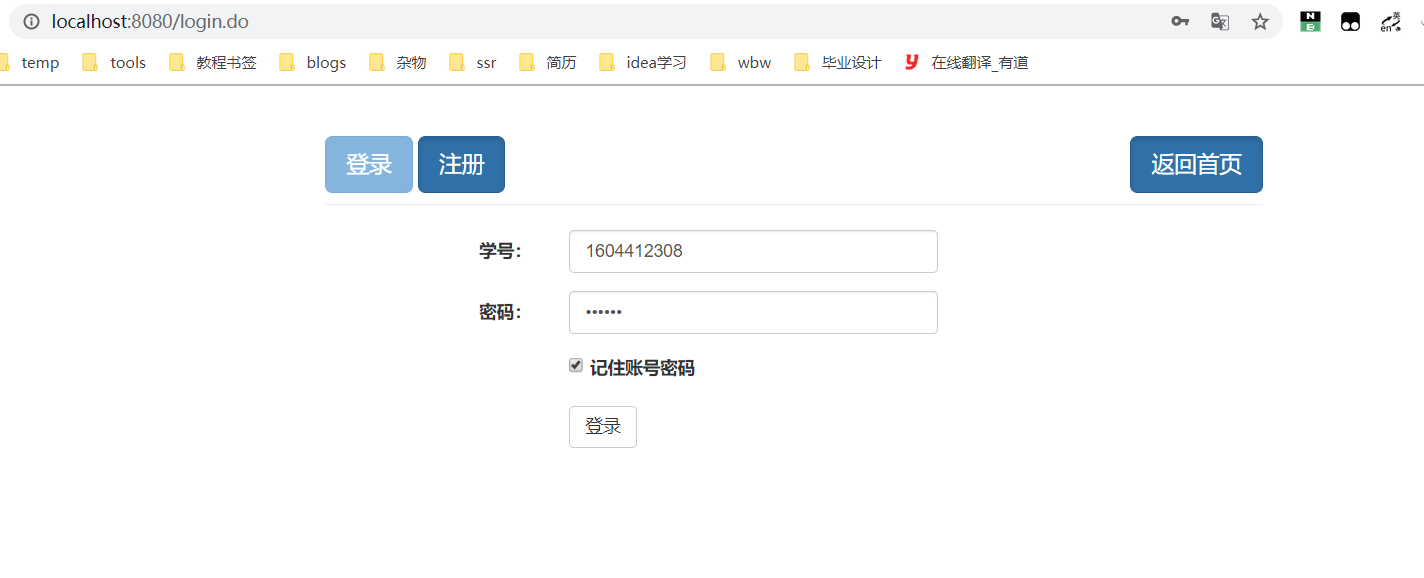 localhost:8080/login.do
temp tools 教程书签 blogs 杂物 ssr 简历 idea学习 wbw 毕业设计 在线翻译_有道
登录 注册 返回首页
学号： 1604412308
密码： ••••••
记住账号密码
登录